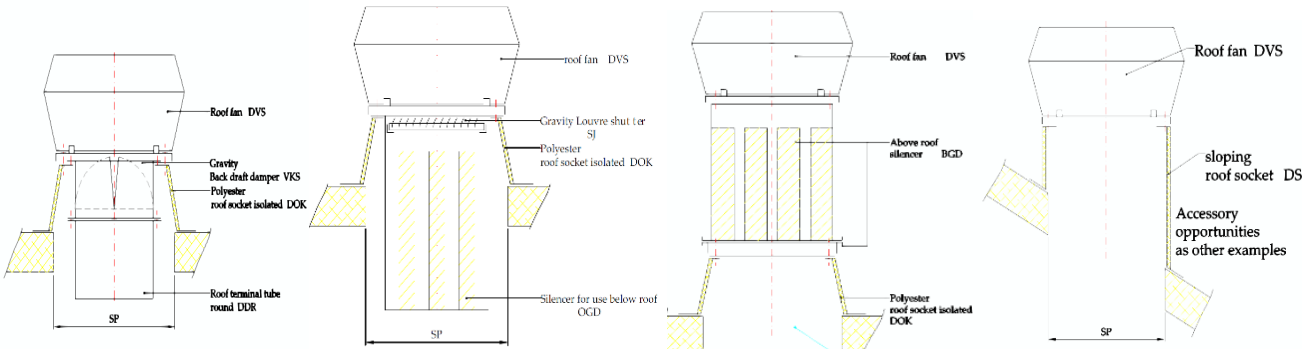 Roof fan DVS
Gravity
Back draft damper VKS
Polyester
roof socket isolated DOK
Roof terminal tube
round DDR
SP
roof fan DVS
Gravity Louvre shutter
SJ
Polyester
roof socket isolated DOK
Silencer for use below roof
OGD
SP
Roof fan DVS
Above roof
silencer BGD
Polyester
roof socket isolated
DOK
Roof fan DVS
sloping
roof socket DS
Accessory
opportunities
as other examples
SP